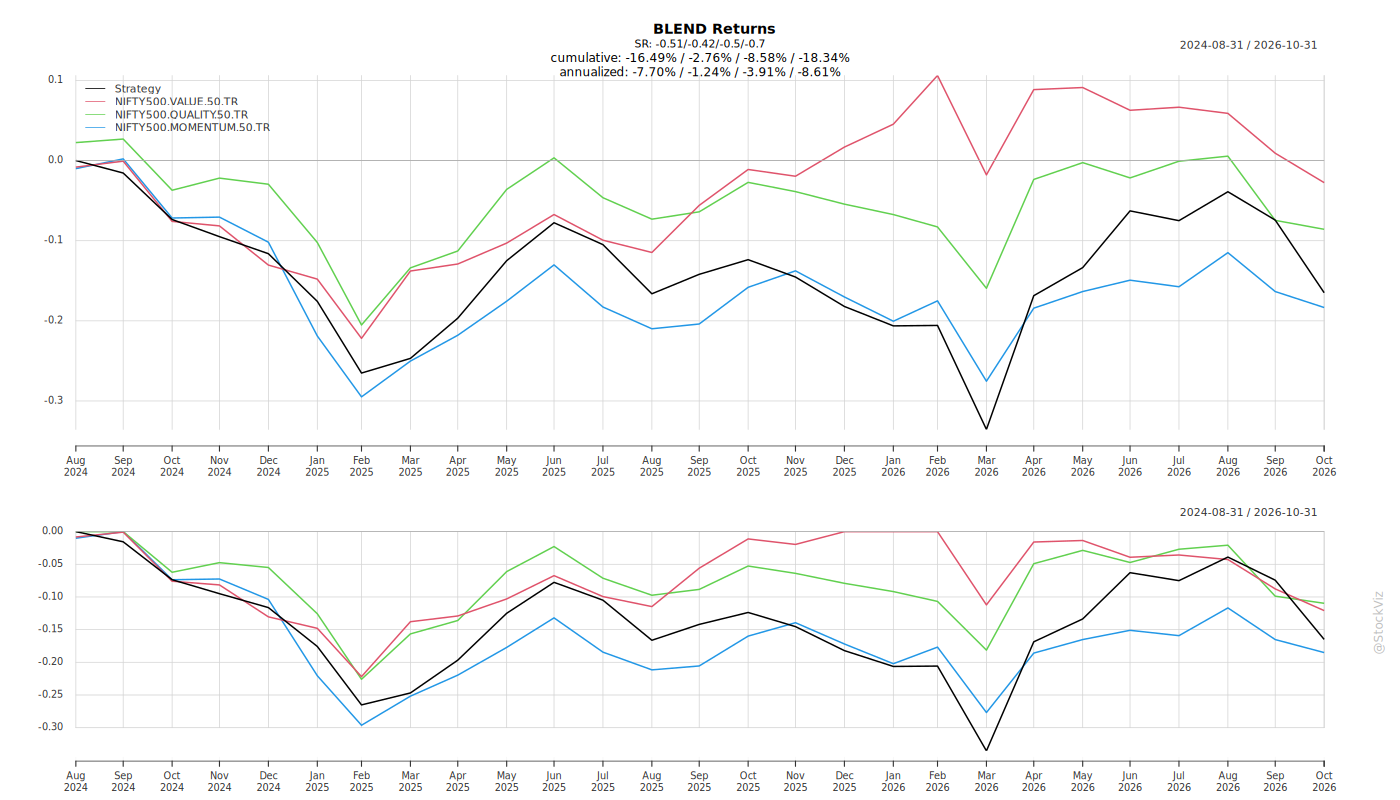 BLEND Returns
SR: -0.51/-0.42/-0.5/-0.7
cumulative: -16.49% / -2.76% / -8.58% / -18.34%
annualized: -7.70% / -1.24% / -3.91% / -8.61%
2024-08-31 / 2026-10-31
Strategy
NIFTY500.VALUE.50.TR
NIFTY500.QUALITY.50.TR
NIFTY500.MOMENTUM.50.TR
0.1
0.0
-0.1
-0.2
-0.3
Aug Sep Oct Nov Dec Jan Feb Mar Apr May Jun Jul Aug Sep Oct Nov Dec Jan Feb Mar Apr May Jun Jul Aug Sep Oct
2024 2024 2024 2024 2024 2025 2025 2025 2025 2025 2025 2025 2025 2025 2025 2025 2025 2026 2026 2026 2026 2026 2026 2026 2026 2026 2026
2024-08-31 / 2026-10-31
0.00
-0.05
-0.10
-0.15
-0.20
-0.25
-0.30
Aug Sep Oct Nov Dec Jan Feb Mar Apr May Jun Jul Aug Sep Oct Nov Dec Jan Feb Mar Apr May Jun Jul Aug Sep Oct
2024 2024 2024 2024 2024 2025 2025 2025 2025 2025 2025 2025 2025 2025 2025 2025 2025 2026 2026 2026 2026 2026 2026 2026 2026 2026 2026
@StockViz